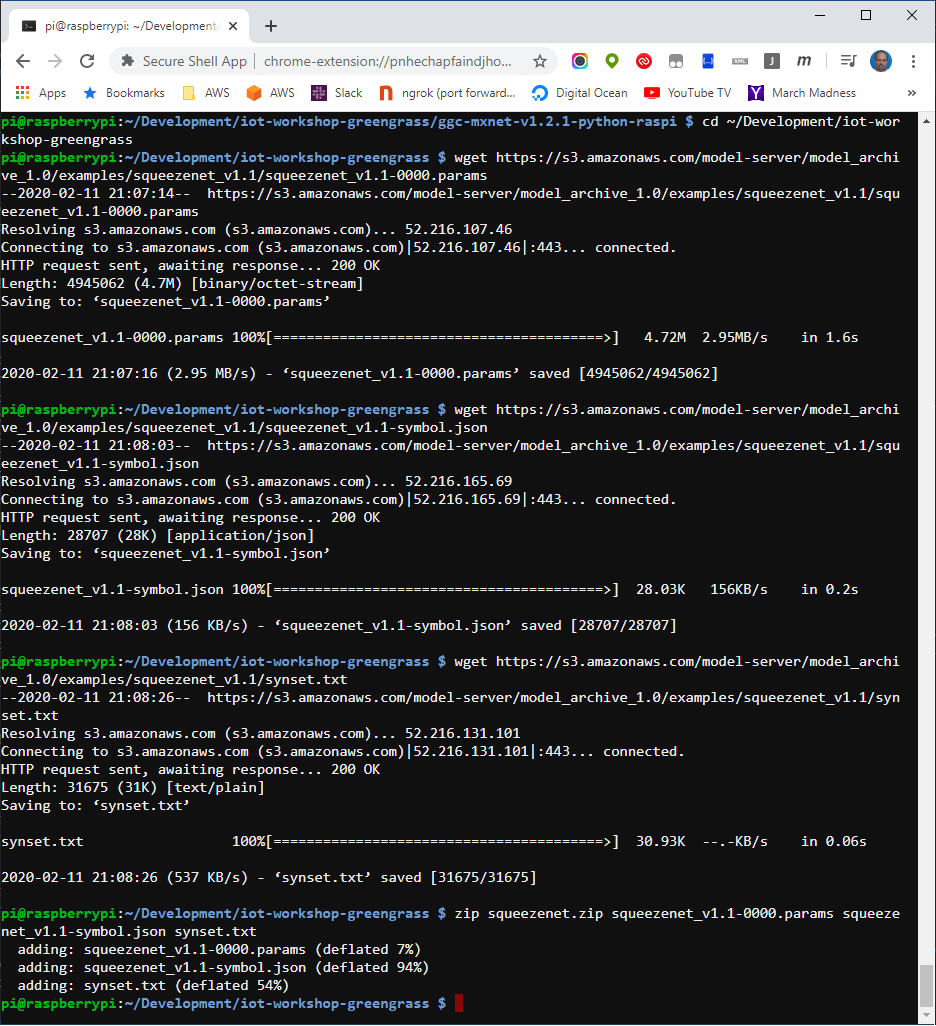 pi@raspberrypi: ~/Development/
Secure Shell App | chrome-extension://pnhechapfaindjho...
Apps Bookmarks AWS AWS Slack ngrok (port forward... Digital Ocean YouTube TV March Madness »
pi@raspberrypi:~/Development/iot-workshop-greengrass/ggc-mxnet-v1.2.1-python-raspi $ cd ~/Development/iot-wor
kshop-greengrass
pi@raspberrypi:~/Development/iot-workshop-greengrass $ wget https://s3.amazonaws.com/model-server/model_archi
ve_1.0/examples/squeezenet_v1.1/squeezenet_v1.1-0000.params
--2020-02-11 21:07:14--  https://s3.amazonaws.com/model-server/model_archive_1.0/examples/squeezenet_v1.1/squ
eezenet_v1.1-0000.params
Resolving s3.amazonaws.com (s3.amazonaws.com)... 52.216.107.46
Connecting to s3.amazonaws.com (s3.amazonaws.com)|52.216.107.46|:443... connected.
HTTP request sent, awaiting response... 200 OK
Length: 4945062 (4.7M) [binary/octet-stream]
Saving to: ‘squeezenet_v1.1-0000.params’
squeezenet_v1.1-0000.params 100%[========================================>]   4.72M  2.95MB/s    in 1.6s
2020-02-11 21:07:16 (2.95 MB/s) - ‘squeezenet_v1.1-0000.params’ saved [4945062/4945062]
pi@raspberrypi:~/Development/iot-workshop-greengrass $ wget https://s3.amazonaws.com/model-server/model_archi
ve_1.0/examples/squeezenet_v1.1/squeezenet_v1.1-symbol.json
--2020-02-11 21:08:03--  https://s3.amazonaws.com/model-server/model_archive_1.0/examples/squeezenet_v1.1/squ
eezenet_v1.1-symbol.json
Resolving s3.amazonaws.com (s3.amazonaws.com)... 52.216.165.69
Connecting to s3.amazonaws.com (s3.amazonaws.com)|52.216.165.69|:443... connected.
HTTP request sent, awaiting response... 200 OK
Length: 28707 (28K) [application/json]
Saving to: ‘squeezenet_v1.1-symbol.json’
squeezenet_v1.1-symbol.json 100%[========================================>]  28.03K   156KB/s    in 0.2s
2020-02-11 21:08:03 (156 KB/s) - ‘squeezenet_v1.1-symbol.json’ saved [28707/28707]
pi@raspberrypi:~/Development/iot-workshop-greengrass $ wget https://s3.amazonaws.com/model-server/model_archi
ve_1.0/examples/squeezenet_v1.1/synset.txt
--2020-02-11 21:08:26--  https://s3.amazonaws.com/model-server/model_archive_1.0/examples/squeezenet_v1.1/syn
set.txt
Resolving s3.amazonaws.com (s3.amazonaws.com)... 52.216.131.101
Connecting to s3.amazonaws.com (s3.amazonaws.com)|52.216.131.101|:443... connected.
HTTP request sent, awaiting response... 200 OK
Length: 31675 (31K) [text/plain]
Saving to: ‘synset.txt’
synset.txt                  100%[========================================>]  30.93K  --.-KB/s    in 0.06s
2020-02-11 21:08:26 (537 KB/s) - ‘synset.txt’ saved [31675/31675]
pi@raspberrypi:~/Development/iot-workshop-greengrass $ zip squeezenet.zip squeezenet_v1.1-0000.params squeeze
net_v1.1-symbol.json synset.txt
  adding: squeezenet_v1.1-0000.params (deflated 7%)
  adding: squeezenet_v1.1-symbol.json (deflated 94%)
  adding: synset.txt (deflated 54%)
pi@raspberrypi:~/Development/iot-workshop-greengrass $